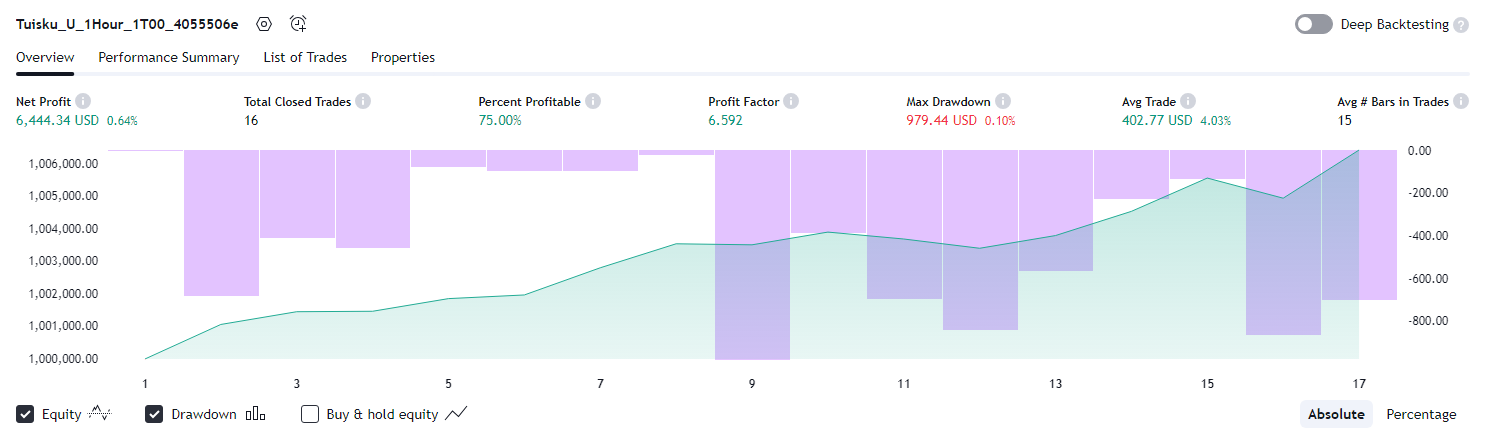 Tuisku_U_1Hour_1T00_4055506e
Deep Backtesting ?
Overview Performance Summary List of Trades Properties
Net Profit i Total Closed Trades i Percent Profitable i Profit Factor i Max Drawdown i Avg Trade i Avg # Bars in Trades i
6,444.34 USD 0.64% 16 75.00% 6.592 979.44 USD 0.10% 402.77 USD 4.03% 15
1,006,000.00
1,005,000.00
1,004,000.00
1,003,000.00
1,002,000.00
1,001,000.00
1,000,000.00
0.00
-200.00
-400.00
-600.00
-800.00
1 3 5 7 9 11 13 15 17
Equity Drawdown Buy & hold equity Absolute Percentage